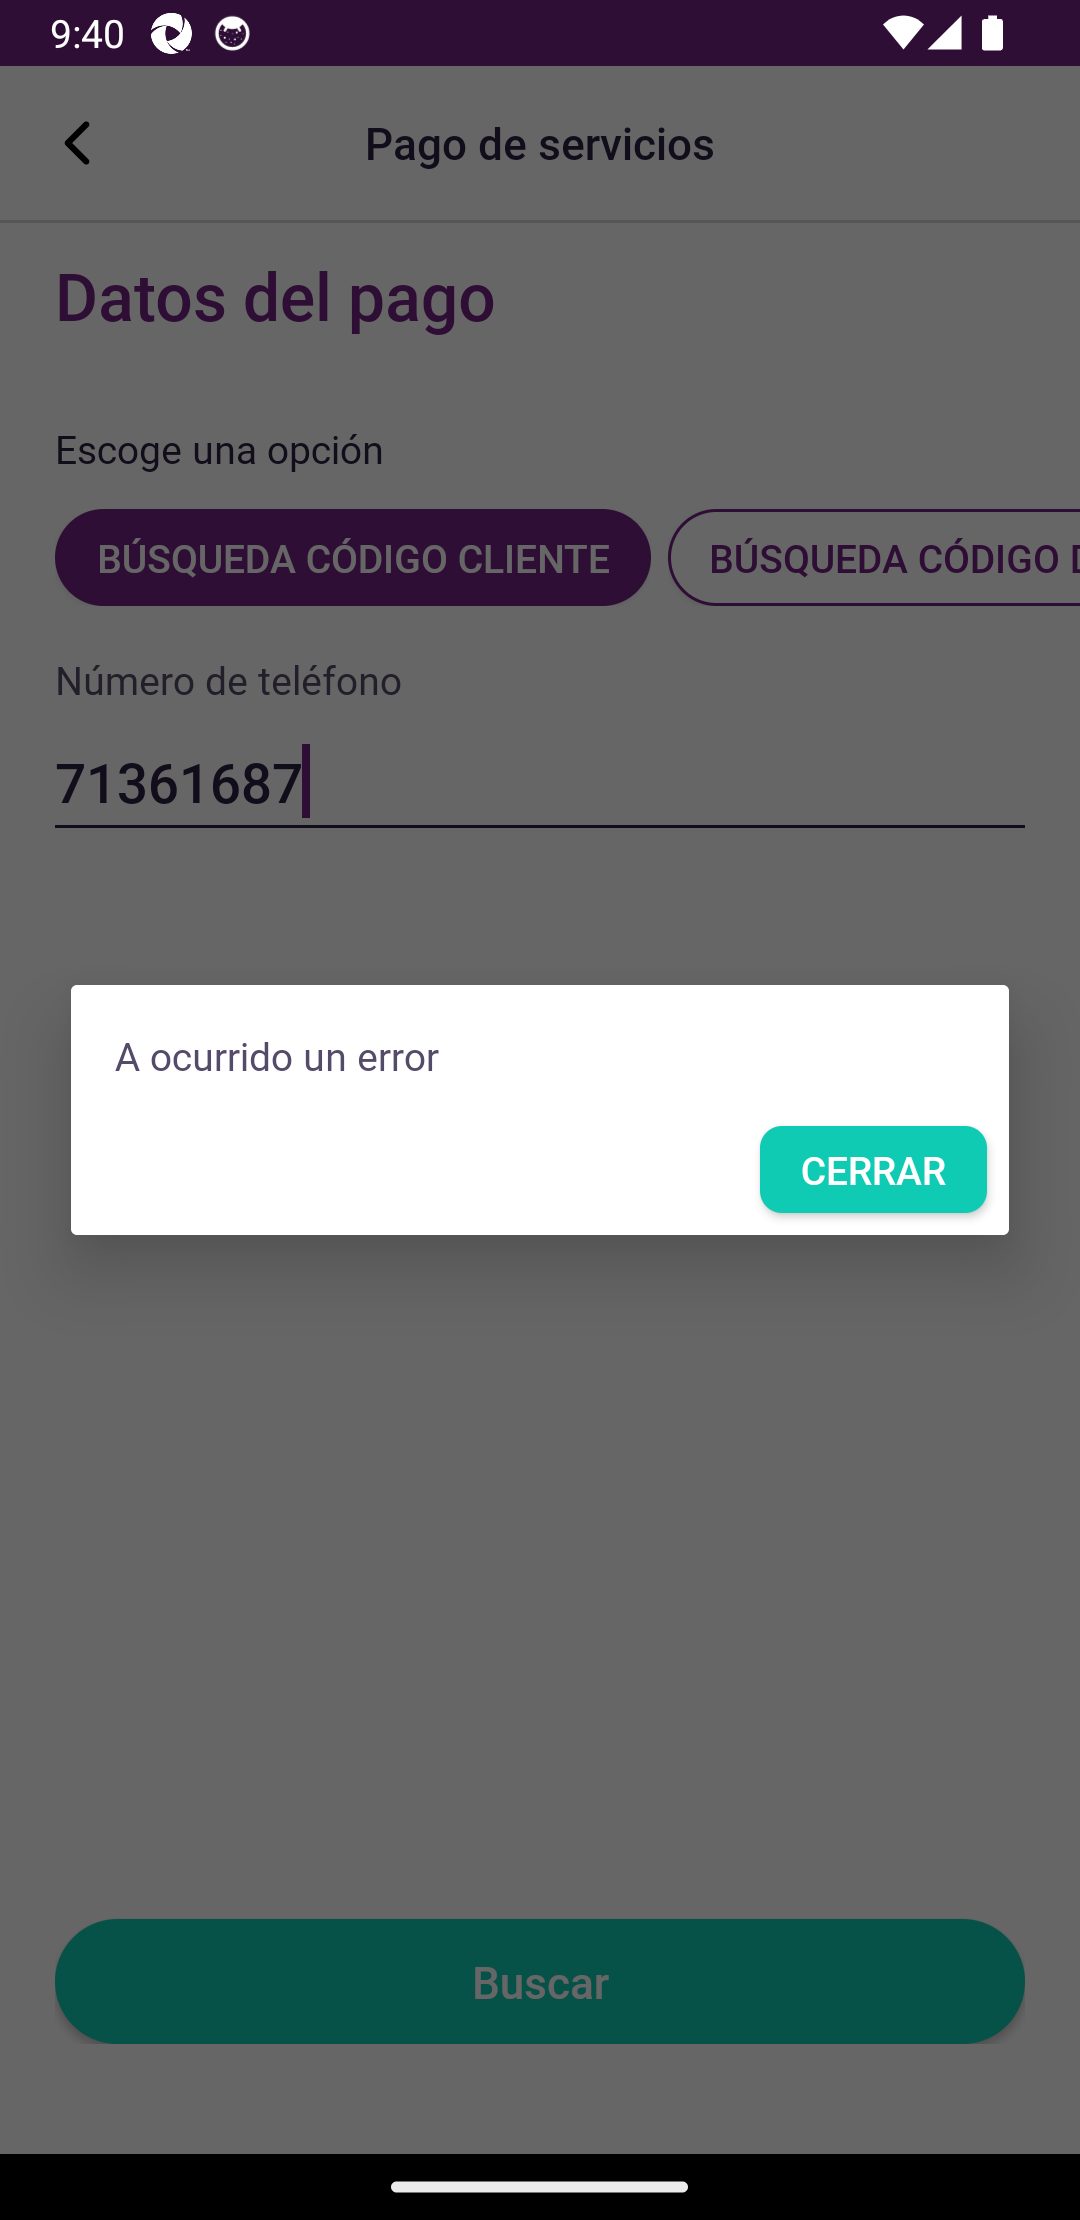 9:40
Pago de servicios
Datos del pago
Escoge una opción
BÚSQUEDA CÓDIGO CLIENTE
BÚSQUEDA CÓDIGO
Número de teléfono
71361687
A ocurrido un error
CERRAR
Buscar